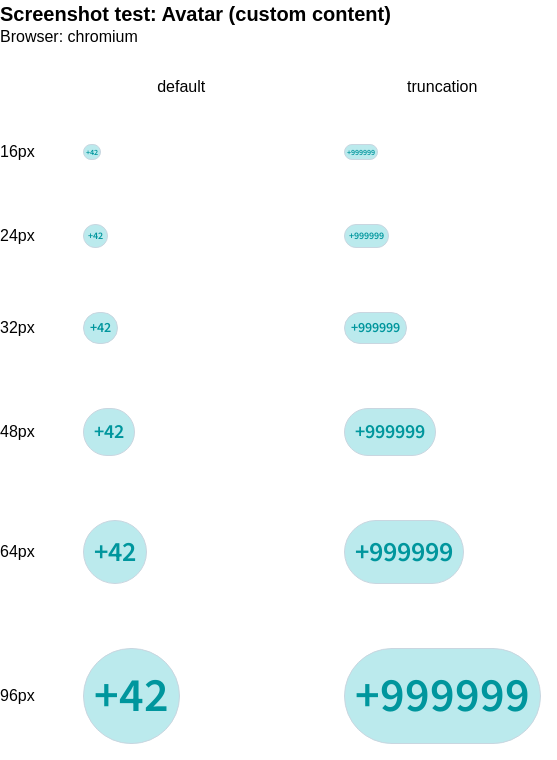 Screenshot test: Avatar (custom content)
Browser: chromium
default truncation
16px +42 +999999
24px +42 +999999
32px +42 +999999
48px +42 +999999
64px +42 +999999
96px +42 +999999